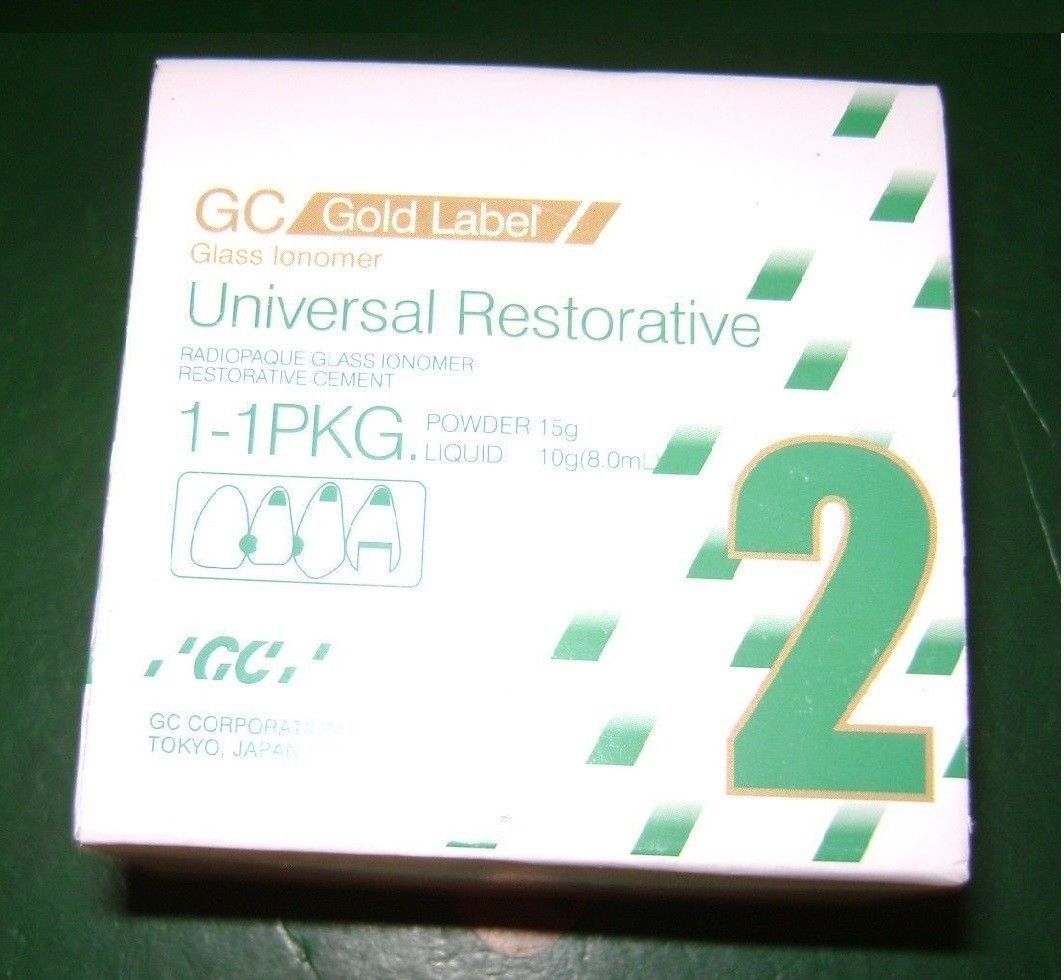 GC Gold Label
Glass Ionomer
Universal Restorative
RADIOPAQUE GLASS IONOMER
RESTORATIVE CEMENT
1-1PKG. POWDER 15g
LIQUID 10g(8.0mL)
2
GC
GC CORPORATION
TOKYO, JAPAN